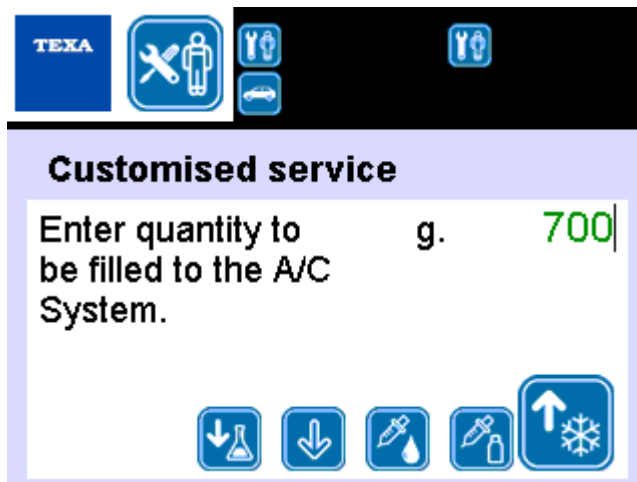 TEXA
Customised service
Enter quantity to g. 700
be filled to the A/C
System.